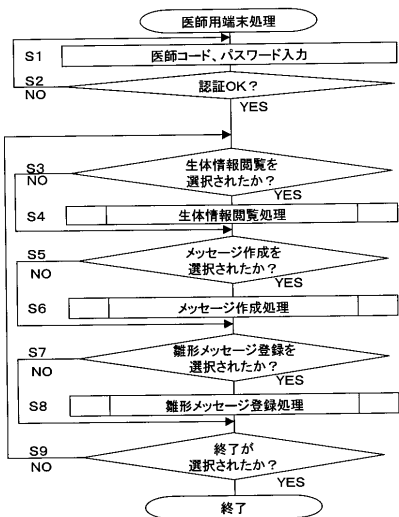 医師用端末処理
S1
医師コード、パスワード入力
S2
NO
認証OK?
YES
S3
NO
生体情報閲覧を
選択されたか?
YES
S4
生体情報閲覧処理
S5
NO
メッセージ作成を
選択されたか?
YES
S6
メッセージ作成処理
S7
NO
雛形メッセージ登録を
選択されたか?
YES
S8
雛形メッセージ登録処理
S9
NO
終了が
選択されたか?
YES
終了